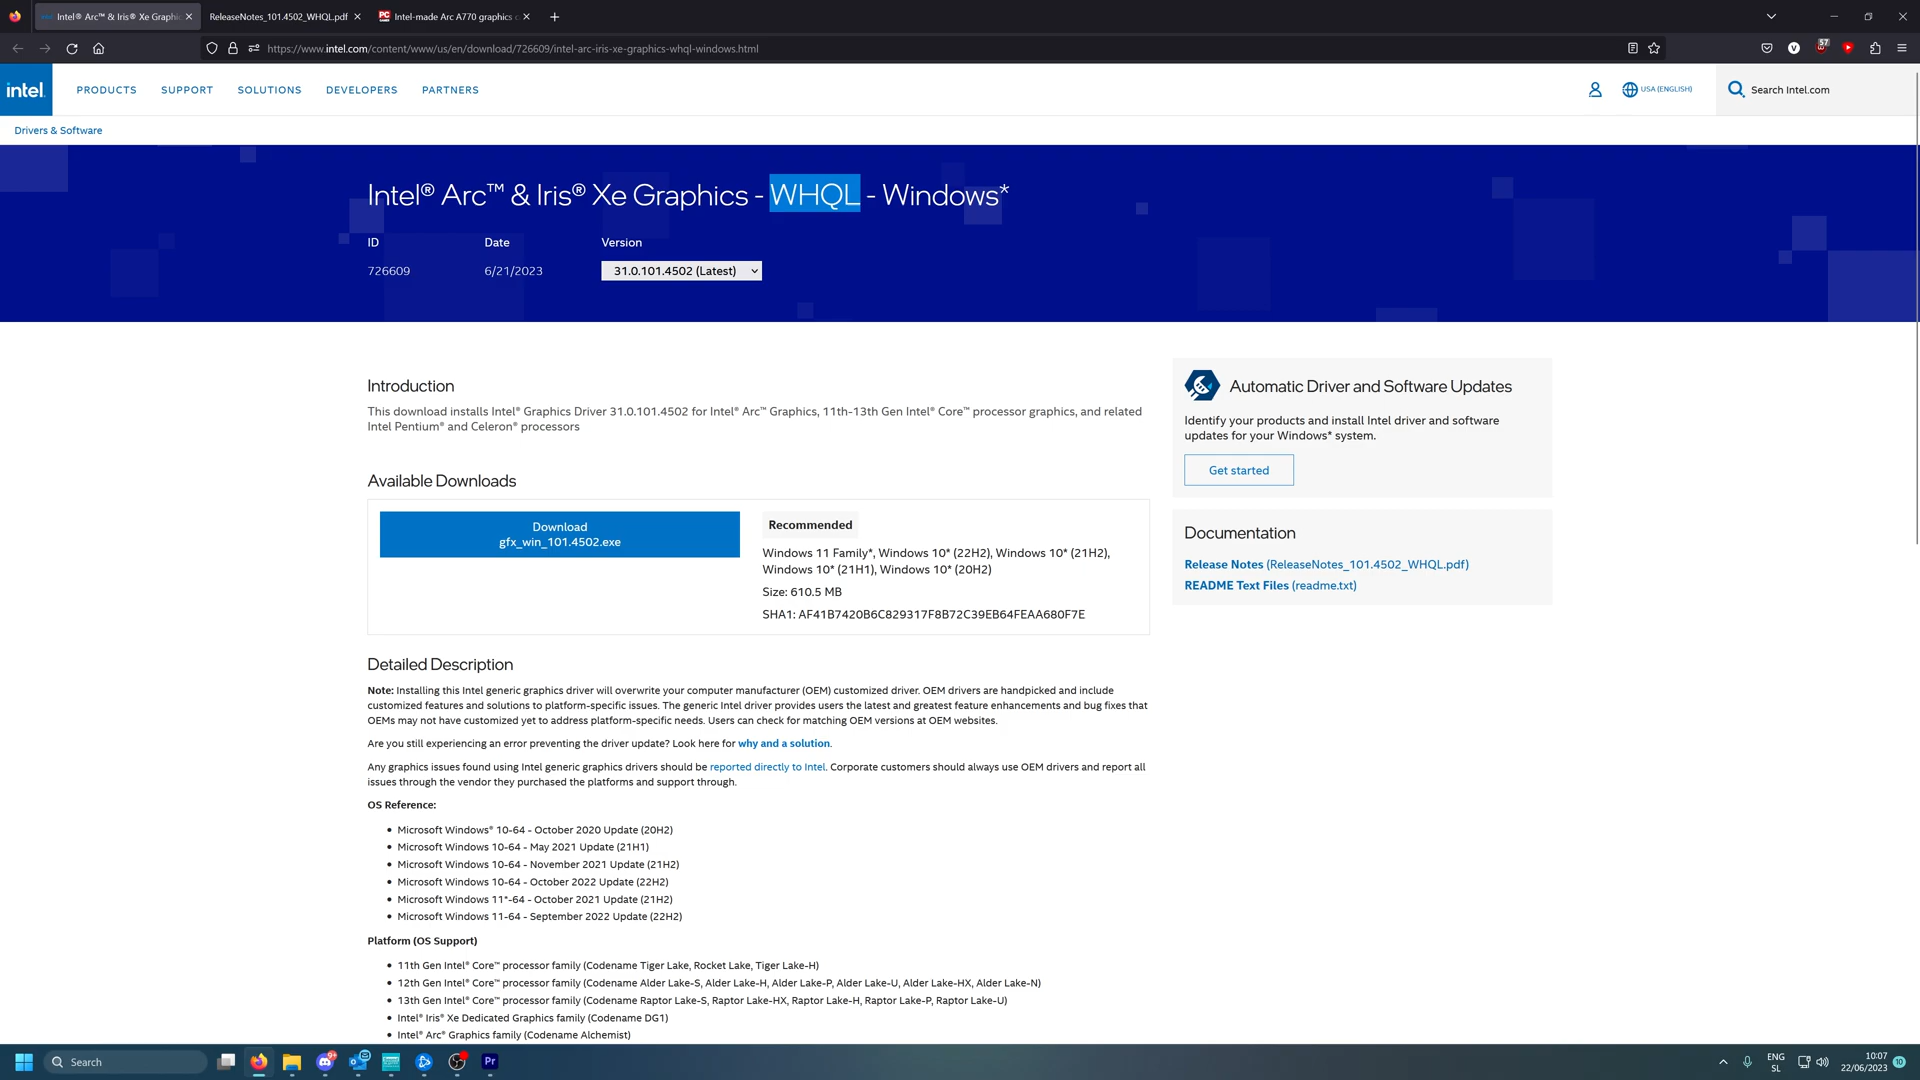 Intel® Arc™ & Iris® Xe Graphic
ReleaseNotes_101.4502_WHQL.pdf
PC
Intel-made Arc A770 graphics c
https://www.intel.com/content/www/us/en/download/726609/intel-arc-iris-xe-graphics-whql-windows.html
V
57
intel.
PRODUCTS
SUPPORT
SOLUTIONS
DEVELOPERS
PARTNERS
USA (ENGLISH)
Search Intel.com
Drivers & Software
Intel® Arc™ & Iris® Xe Graphics - WHQL - Windows*
ID
Date
Version
726609
6/21/2023
31.0.101.4502 (Latest)
Introduction
This download installs Intel® Graphics Driver 31.0.101.4502 for Intel® Arc™ Graphics, 11th-13th Gen Intel® Core™ processor graphics, and related
Intel Pentium® and Celeron® processors
Available Downloads
Download
gfx_win_101.4502.exe
Recommended
Windows 11 Family*, Windows 10* (22H2), Windows 10* (21H2),
Windows 10* (21H1), Windows 10* (20H2)
Size: 610.5 MB
SHA1: AF41B7420B6C829317F8B72C39EB64FEAA680F7E
Automatic Driver and Software Updates
Identify your products and install Intel driver and software
updates for your Windows* system.
Get started
Documentation
Release Notes (ReleaseNotes_101.4502_WHQL.pdf)
README Text Files (readme.txt)
Detailed Description
Note: Installing this Intel generic graphics driver will overwrite your computer manufacturer (OEM) customized driver. OEM drivers are handpicked and include
customized features and solutions to platform-specific issues. The generic Intel driver provides users the latest and greatest feature enhancements and bug fixes that
OEMs may not have customized yet to address platform-specific needs. Users can check for matching OEM versions at OEM websites.
Are you still experiencing an error preventing the driver update? Look here for why and a solution.
Any graphics issues found using Intel generic graphics drivers should be reported directly to Intel. Corporate customers should always use OEM drivers and report all
issues through the vendor they purchased the platforms and support through.
OS Reference:
• Microsoft Windows* 10-64 - October 2020 Update (20H2)
• Microsoft Windows 10-64 - May 2021 Update (21H1)
• Microsoft Windows 10-64 - November 2021 Update (21H2)
• Microsoft Windows 10-64 - October 2022 Update (22H2)
• Microsoft Windows 11*-64 - October 2021 Update (21H2)
• Microsoft Windows 11-64 - September 2022 Update (22H2)
Platform (OS Support)
• 11th Gen Intel® Core™ processor family (Codename Tiger Lake, Rocket Lake, Tiger Lake-H)
• 12th Gen Intel® Core™ processor family (Codename Alder Lake-S, Alder Lake-H, Alder Lake-P, Alder Lake-U, Alder Lake-HX, Alder Lake-N)
• 13th Gen Intel® Core™ processor family (Codename Raptor Lake-S, Raptor Lake-HX, Raptor Lake-H, Raptor Lake-P, Raptor Lake-U)
• Intel® Iris® Xe Dedicated Graphics family (Codename DG1)
• Intel® Arc® Graphics family (Codename Alchemist)
Search
Pr
ENG
SL
10:07
22/06/2023
10